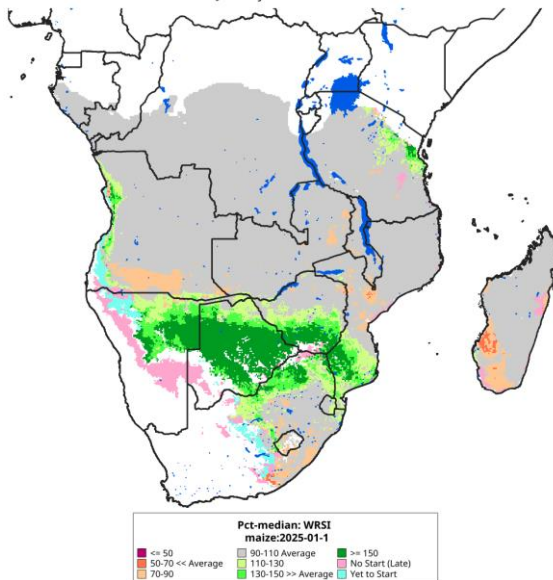 Pct-median: WRSI
maize:2025-01-1
<= 50
90-110 Average
>= 150
50-70 << Average
110-130
No Start (Late)
70-90
130-150 >> Average
Yet to Start